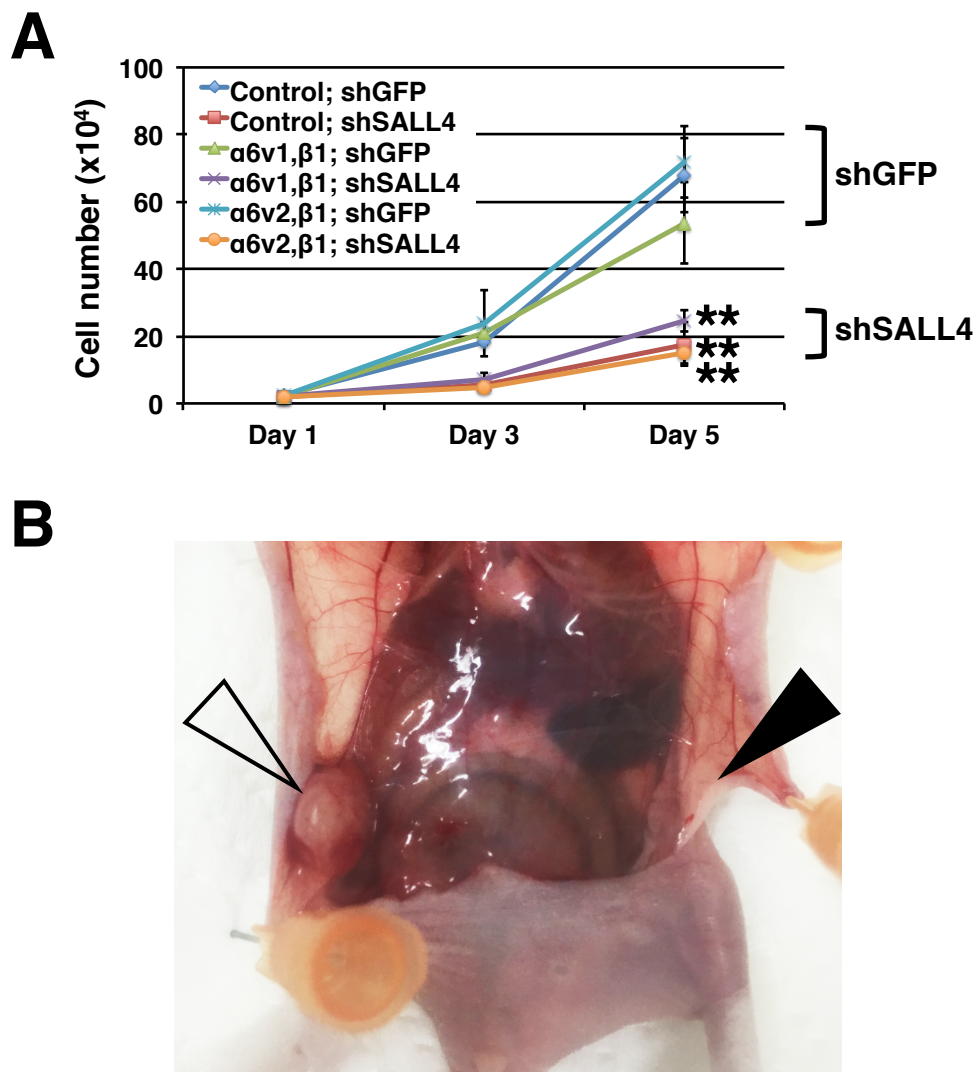 A
Cell number (x10⁴)
100
80
60
40
20
0
Control; shGFP
Control; shSALL4
α6v1,β1; shGFP
α6v1,β1; shSALL4
α6v2,β1; shGFP
α6v2,β1; shSALL4
shGFP
shSALL4
**
**
**
Day 1 Day 3 Day 5
B